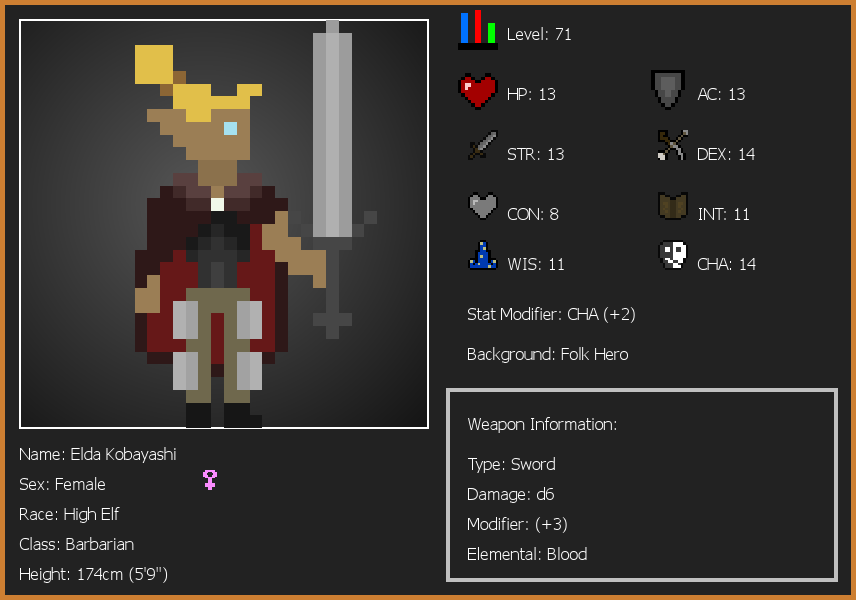 Level: 71
HP: 13
AC: 13
STR: 13
DEX: 14
CON: 8
INT: 11
WIS: 11
CHA: 14
Stat Modifier: CHA (+2)
Background: Folk Hero
Weapon Information:
Type: Sword
Damage: d6
Modifier: (+3)
Elemental: Blood
Name: Elda Kobayashi
Sex: Female
Race: High Elf
Class: Barbarian
Height: 174cm (5'9")